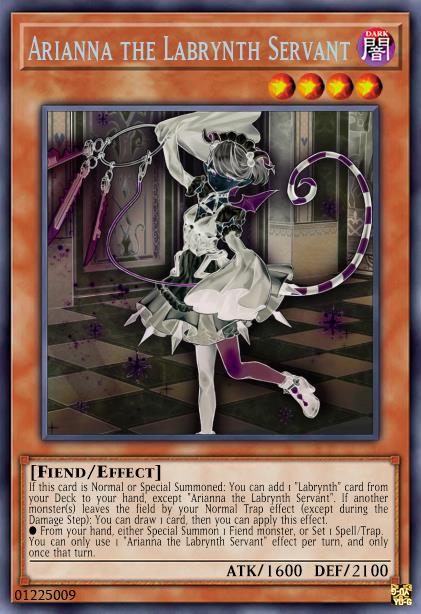 ARIANNA THE LABRYNTH SERVANT
DARK
闇
[FIEND/EFFECT]
If this card is Normal or Special Summoned: You can add 1 "Labrynth" card from
your Deck to your hand, except "Arianna the Labrynth Servant". If another
monster(s) leaves the field by your Normal Trap effect (except during the
Damage Step): You can draw 1 card, then you can apply this effect.
● From your hand, either Special Summon 1 Fiend monster, or Set 1 Spell/Trap.
You can only use 1 "Arianna the Labrynth Servant" effect per turn, and only
once that turn.
ATK/1600 DEF/2100
01225009